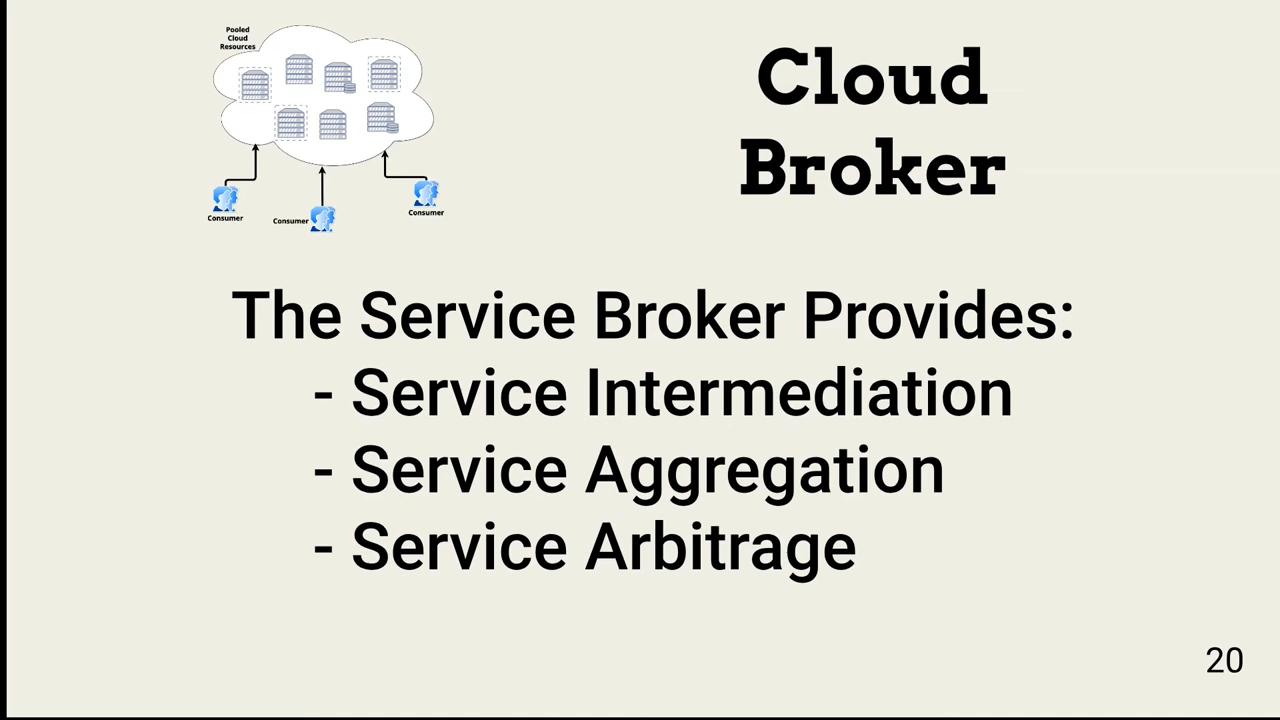 Pooled
Cloud
Resources
Consumer
Consumer
Consumer
Cloud
Broker
The Service Broker Provides:
- Service Intermediation
- Service Aggregation
- Service Arbitrage
20